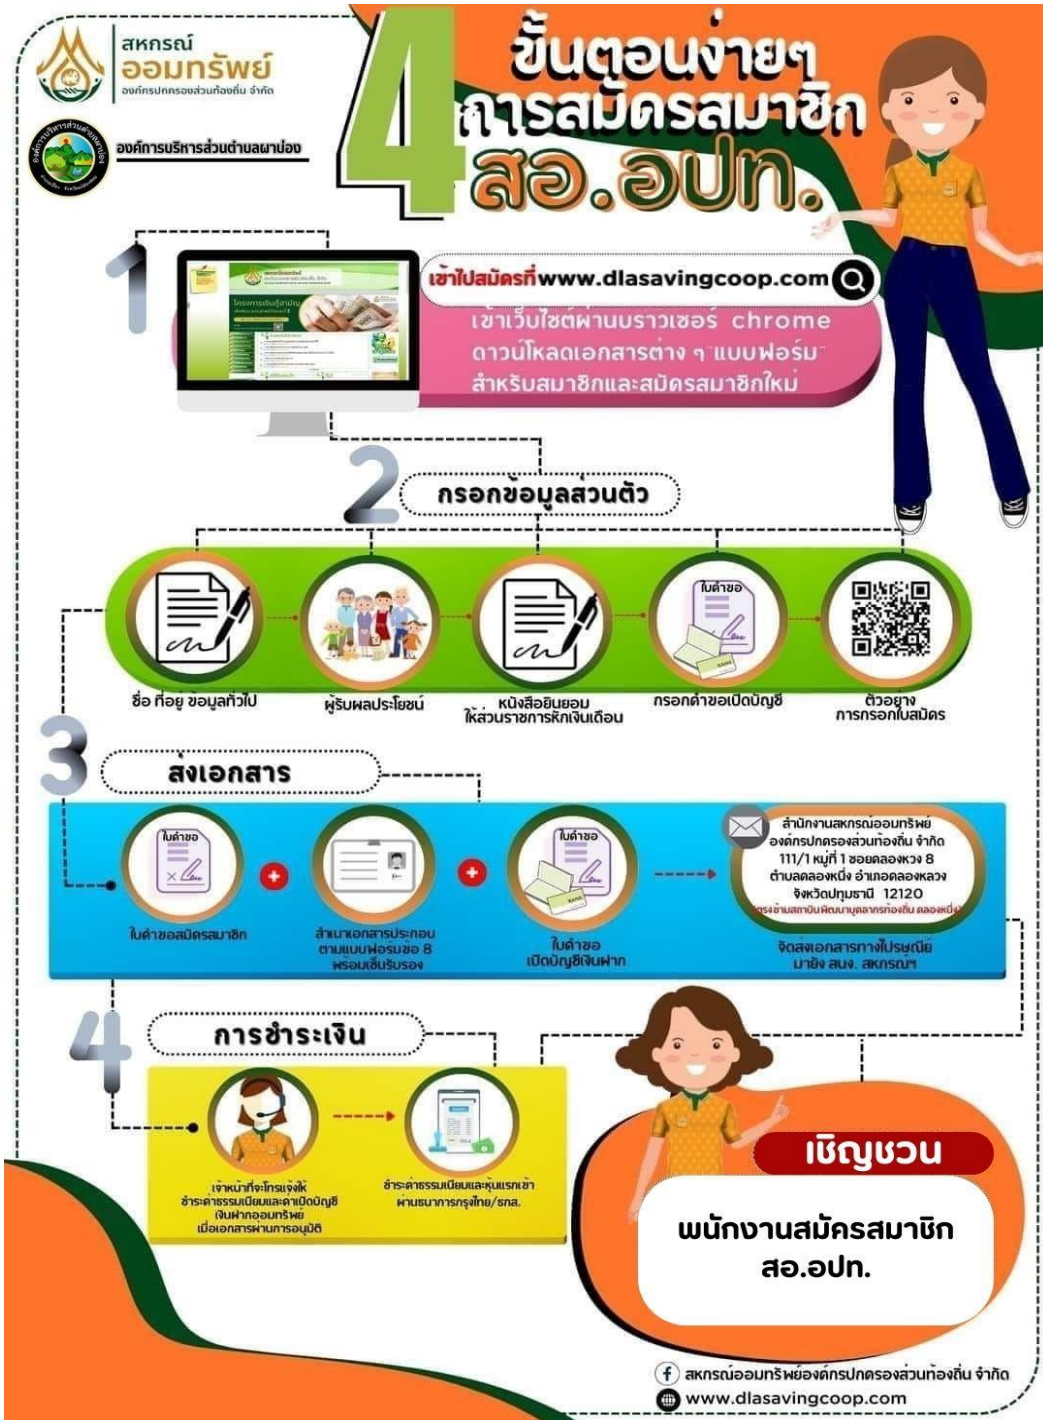 สหกรณ์
ออมทรัพย์
องค์กรปกครองส่วนท้องถิ่น จำกัด
องค์การบริหารส่วนตำบลผาบ่อง
4
ขั้นตอนง่ายๆ
การสมัครสมาชิก
สอ.อปท.
1
เข้าไปสมัครที่ www.dlasavingcoop.com
เข้าเว็บไซต์ผ่านบราวเซอร์ chrome
ดาวน์โหลดเอกสารต่าง ๆ "แบบฟอร์ม"
สำหรับสมาชิกและสมัครสมาชิกใหม่
2
กรอกข้อมูลส่วนตัว
ใบคำขอ
ชื่อ ที่อยู่ ข้อมูลทั่วไป
ผู้รับผลประโยชน์
หนังสือยินยอม
ให้ส่วนราชการหักเงินเดือน
กรอกคำขอเปิดบัญชี
ตัวอย่าง
การกรอกใบสมัคร
3
ส่งเอกสาร
ใบคำขอ
ใบคำขอสมัครสมาชิก
สำเนาเอกสารประกอบ
ตามแบบฟอร์มข้อ 8
พร้อมเซ็นรับรอง
ใบคำขอ
ใบคำขอ
เปิดบัญชีเงินฝาก
สำนักงานสหกรณ์ออมทรัพย์
องค์กรปกครองส่วนท้องถิ่น จำกัด
111/1 หมู่ที่ 1 ซอยคลองหวง 8
ตำบลคลองหนึ่ง อำเภอคลองหลวง
จังหวัดปทุมธานี 12120
(ตรงข้ามสถาบันพัฒนาบุคลากรท้องถิ่น คลองหนึ่ง)
จัดส่งเอกสารทางไปรษณีย์
มายัง สนง. สหกรณ์ฯ
4
การชำระเงิน
เจ้าหน้าที่จะโทรแจ้งให้
ชำระค่าธรรมเนียมและค่าเปิดบัญชี
เงินฝากออมทรัพย์
เมื่อเอกสารผ่านการอนุมัติ
ชำระค่าธรรมเนียมและหุ้นแรกเข้า
ผ่านธนาคารกรุงไทย/ธกส.
เชิญชวน
พนักงานสมัครสมาชิก
สอ.อปท.
สหกรณ์ออมทรัพย์องค์กรปกครองส่วนท้องถิ่น จำกัด
www.dlasavingcoop.com